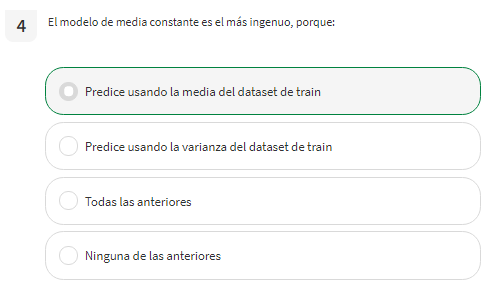 4
El modelo de media constante es el más ingenuo, porque:
Predice usando la media del dataset de train
Predice usando la varianza del dataset de train
Todas las anteriores
Ninguna de las anteriores